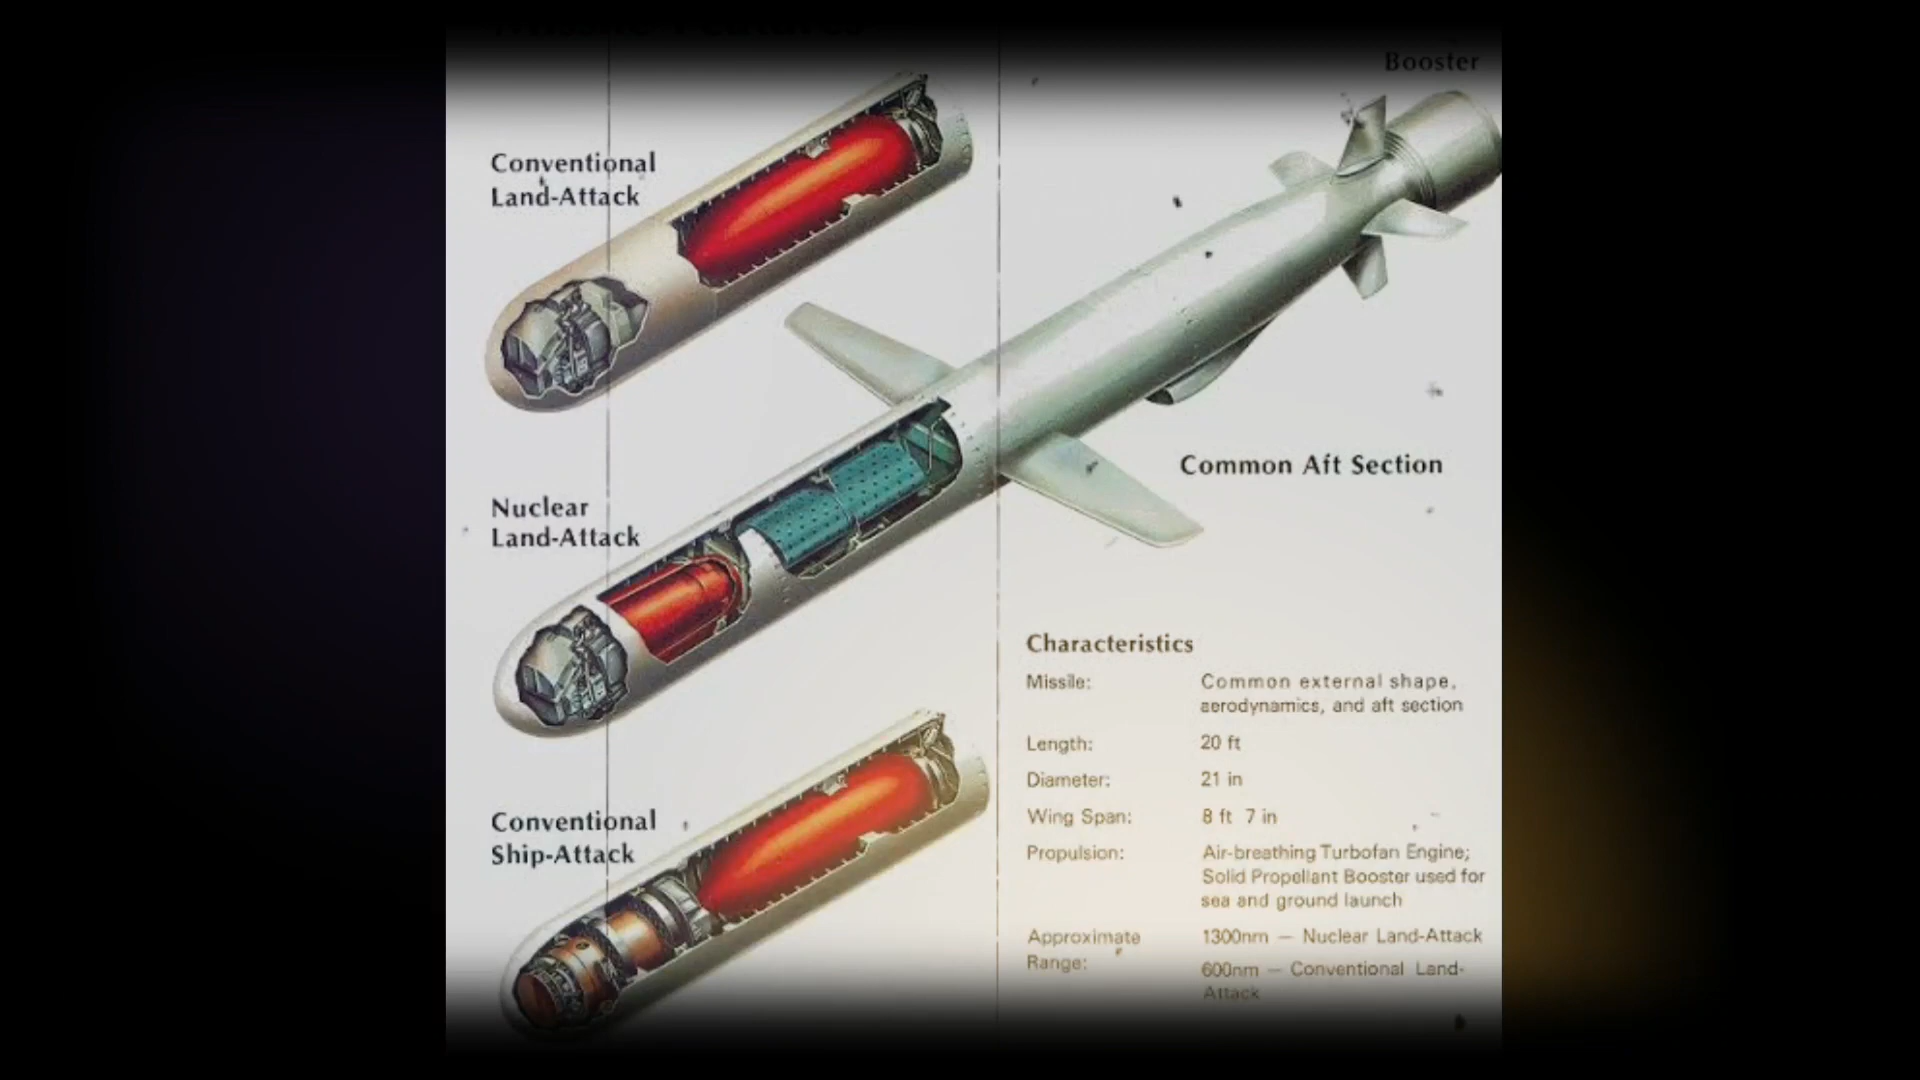 Missile Features
Booster
Conventional
Land-Attack
Nuclear
Land-Attack
Common Aft Section
Conventional
Ship-Attack
Characteristics
Missile: Common external shape,
aerodynamics, and aft section
Length: 20 ft
Diameter: 21 in
Wing Span: 8 ft 7 in
Propulsion: Air-breathing Turbofan Engine;
Solid Propellant Booster used for
sea and ground launch
Approximate 1300nm — Nuclear Land-Attack
Range:
600nm — Conventional Land-
Attack